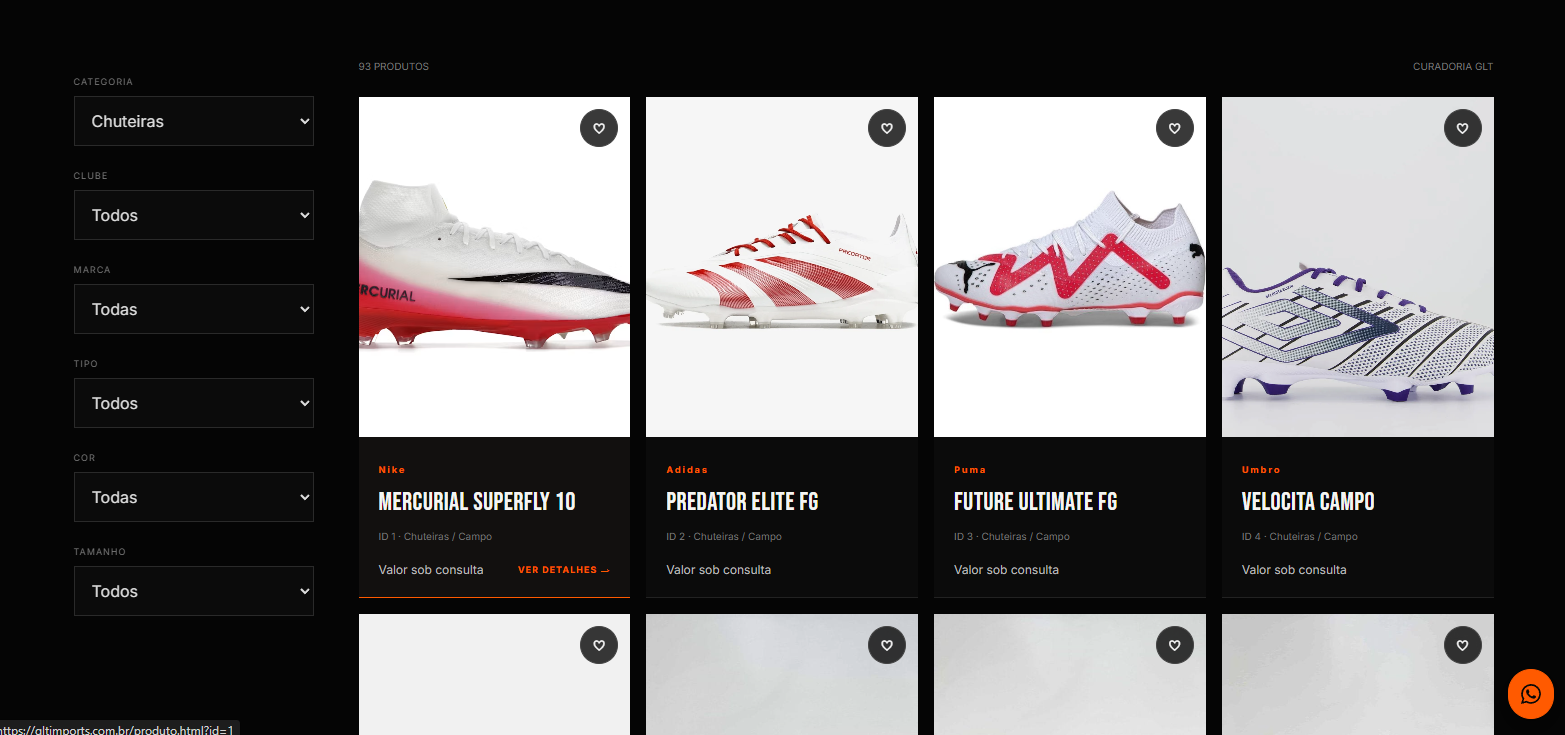 93 PRODUTOS
CURADORIA GLT
CATEGORIA
Chuteiras
CLUBE
Todos
MARCA
Todas
TIPO
Todos
COR
Todas
TAMANHO
Todos
ERCURIAL
PREDATOR
Nike
MERCURIAL SUPERFLY 10
ID 1 · Chuteiras / Campo
Valor sob consulta
VER DETALHES →
Adidas
PREDATOR ELITE FG
ID 2 · Chuteiras / Campo
Valor sob consulta
Puma
FUTURE ULTIMATE FG
ID 3 · Chuteiras / Campo
Valor sob consulta
Umbro
VELOCITA CAMPO
ID 4 · Chuteiras / Campo
Valor sob consulta
https://gltimports.com.br/produto.html?id=1